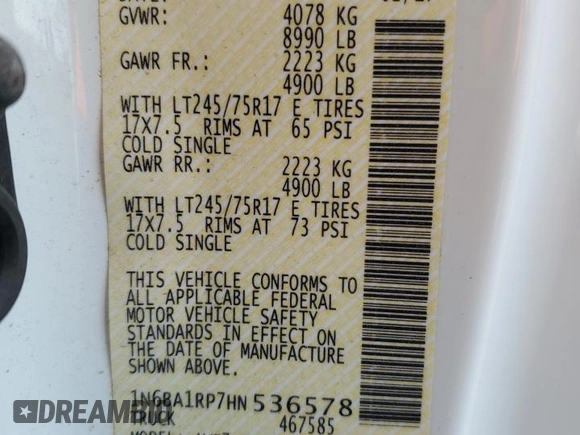 GVWR: 4078 KG
8990 LB
GAWR FR.: 2223 KG
4900 LB
WITH LT245/75R17 E TIRES
17X7.5 RIMS AT 65 PSI
COLD SINGLE
GAWR RR.: 2223 KG
4900 LB
WITH LT245/75R17 E TIRES
17X7.5 RIMS AT 73 PSI
COLD SINGLE
THIS VEHICLE CONFORMS TO
ALL APPLICABLE FEDERAL
MOTOR VEHICLE SAFETY
STANDARDS IN EFFECT ON
THE DATE OF MANUFACTURE
SHOWN ABOVE.
1N6BA1RP7HN536578
TRUCK 467585
DREAMBID